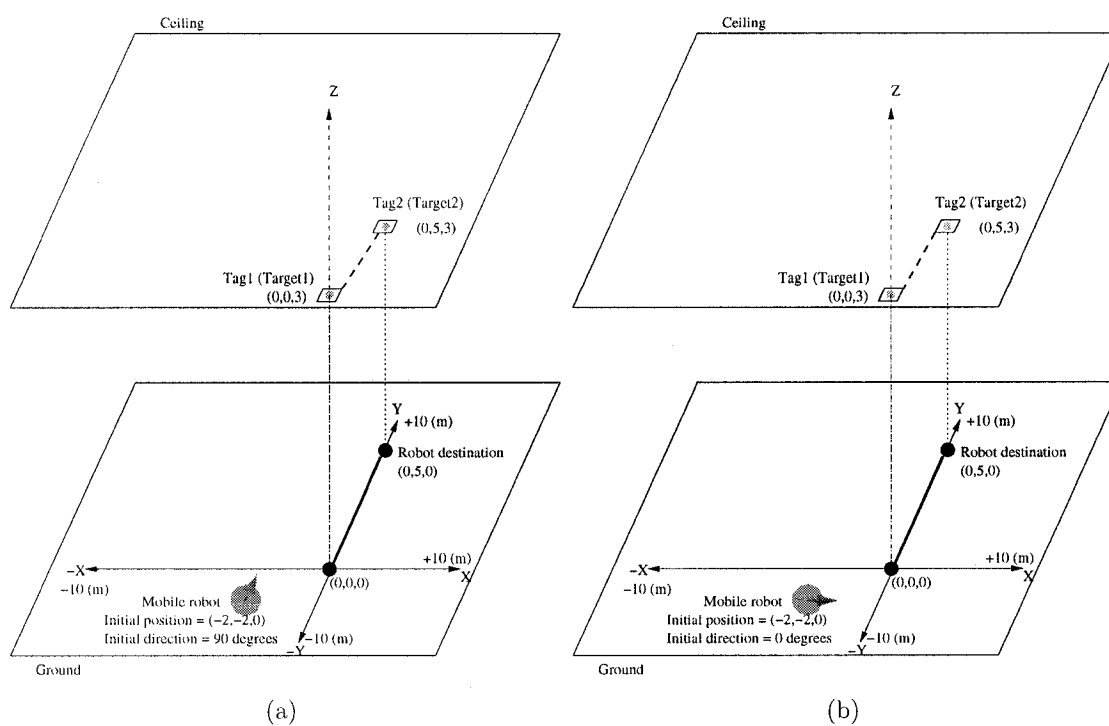 Ceiling
Z
Tag2 (Target2)
(0,5,3)
Tag1 (Target1)
(0,0,3)
Y
+10 (m)
Robot destination
(0,5,0)
+10 (m)
−X
X
−10 (m)
(0,0,0)
Mobile robot
Initial position = (-2,-2,0)
Initial direction = 90 degrees
−10 (m)
−Y
Ground
(a)
Ceiling
Z
Tag2 (Target2)
(0,5,3)
Tag1 (Target1)
(0,0,3)
Y
+10 (m)
Robot destination
(0,5,0)
+10 (m)
−X
X
−10 (m)
(0,0,0)
Mobile robot
Initial position = (-2,-2,0)
Initial direction = 0 degrees
−10 (m)
−Y
Ground
(b)